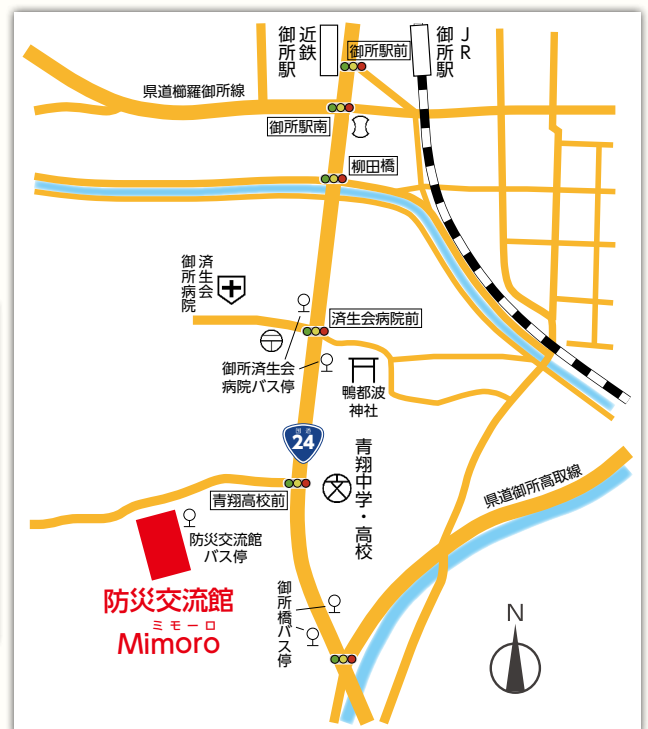 近鉄
御所駅
御所駅前
JR
御所駅
県道櫛羅御所線
御所駅南
柳田橋
済生会
御所病院
済生会病院前
御所済生会
病院バス停
鴨都波
神社
国道
24
青翔中学・高校
青翔高校前
県道御所高取線
防災交流館
バス停
防災交流館
ミモーロ
Mimoro
御所橋バス停
N